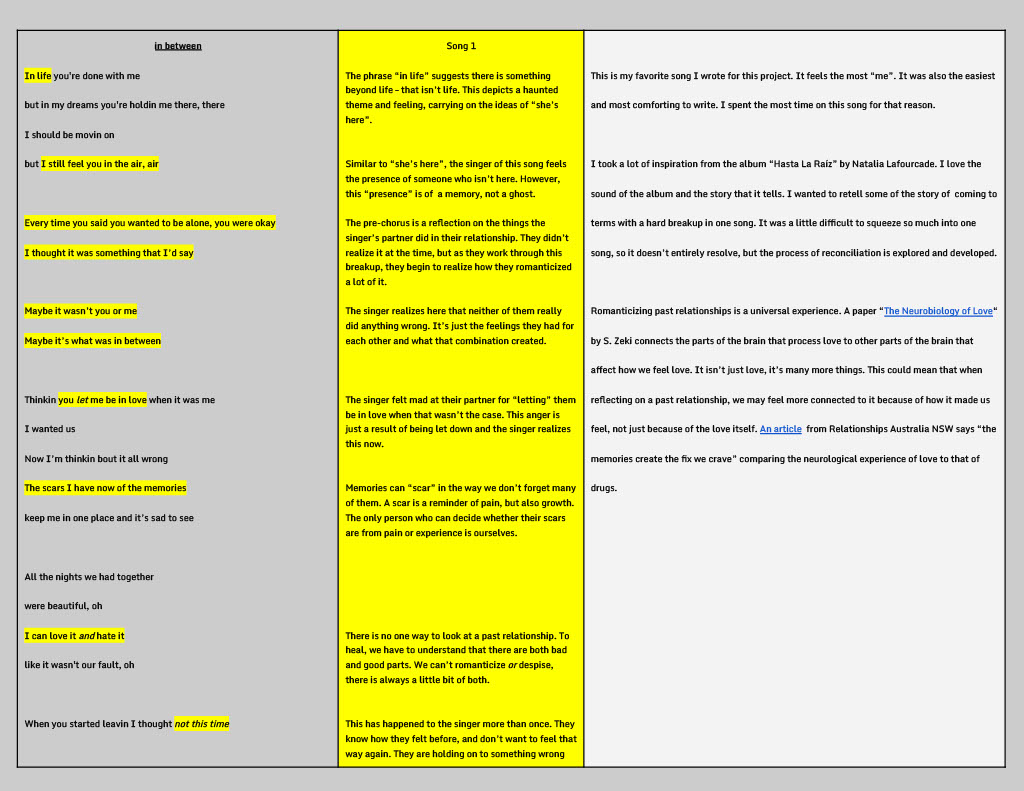 in between
In life you're done with me
but in my dreams you're holdin me there, there
I should be movin on
but I still feel you in the air, air
Every time you said you wanted to be alone, you were okay
I thought it was something that I'd say
Maybe it wasn't you or me
Maybe it's what was in between
Thinkin you let me be in love when it was me
I wanted us
Now I'm thinkin bout it all wrong
The scars I have now of the memories
keep me in one place and it's sad to see
All the nights we had together
were beautiful, oh
I can love it and hate it
like it wasn't our fault, oh
When you started leavin I thought not this time
Song 1
The phrase "in life" suggests there is something
beyond life – that isn't life. This depicts a haunted
theme and feeling, carrying on the ideas of "she's
here".
Similar to "she's here", the singer of this song feels
the presence of someone who isn't here. However,
this "presence" is of a memory, not a ghost.
The pre-chorus is a reflection on the things the
singer's partner did in their relationship. They didn't
realize it at the time, but as they work through this
breakup, they begin to realize how they romanticized
a lot of it.
The singer realizes here that neither of them really
did anything wrong. It's just the feelings they had for
each other and what that combination created.
The singer felt mad at their partner for "letting" them
be in love when that wasn't the case. This anger is
just a result of being let down and the singer realizes
this now.
Memories can "scar" in the way we don't forget many
of them. A scar is a reminder of pain, but also growth.
The only person who can decide whether their scars
are from pain or experience is ourselves.
There is no one way to look at a past relationship. To
heal, we have to understand that there are both bad
and good parts. We can't romanticize or despise,
there is always a little bit of both.
This has happened to the singer more than once. They
know how they felt before, and don't want to feel that
way again. They are holding on to something wrong
This is my favorite song I wrote for this project. It feels the most "me". It was also the easiest
and most comforting to write. I spent the most time on this song for that reason.
I took a lot of inspiration from the album "Hasta La Raíz" by Natalia Lafourcade. I love the
sound of the album and the story that it tells. I wanted to retell some of the story of coming to
terms with a hard breakup in one song. It was a little difficult to squeeze so much into one
song, so it doesn't entirely resolve, but the process of reconciliation is explored and developed.
Romanticizing past relationships is a universal experience. A paper "The Neurobiology of Love"
by S. Zeki connects the parts of the brain that process love to other parts of the brain that
affect how we feel love. It isn't just love, it's many more things. This could mean that when
reflecting on a past relationship, we may feel more connected to it because of how it made us
feel, not just because of the love itself. An article from Relationships Australia NSW says "the
memories create the fix we crave" comparing the neurological experience of love to that of
drugs.